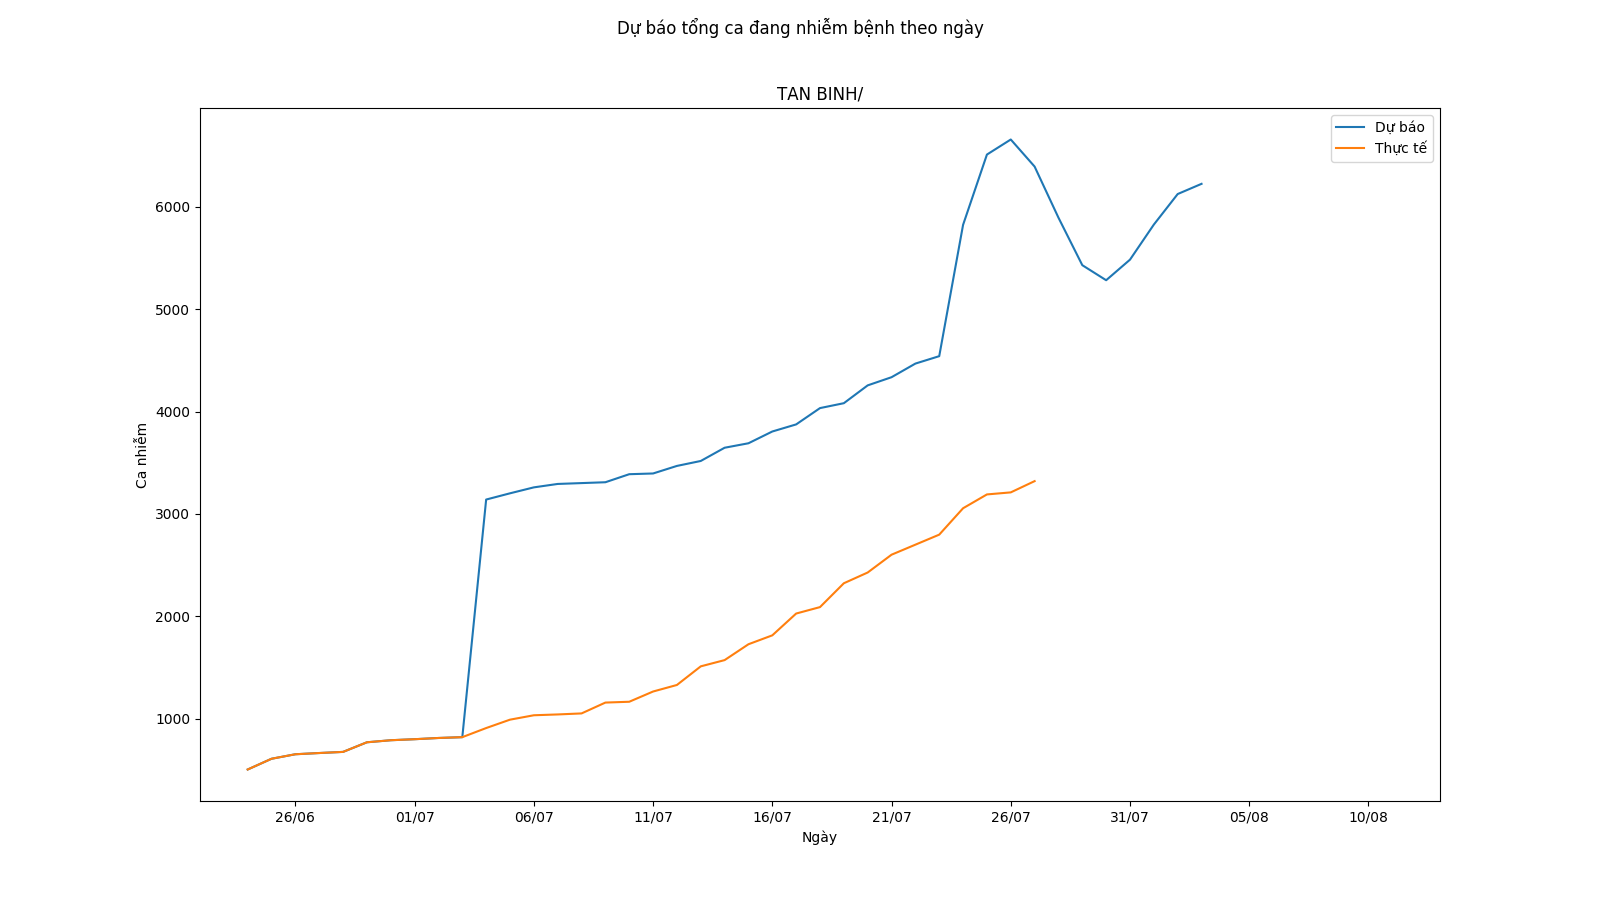 Dự báo tổng ca đang nhiễm bệnh theo ngày
TAN BINH/
Dự báo
Thực tế
6000
5000
4000
3000
2000
1000
Ca nhiễm
26/06 01/07 06/07 11/07 16/07 21/07 26/07 31/07 05/08 10/08
Ngày